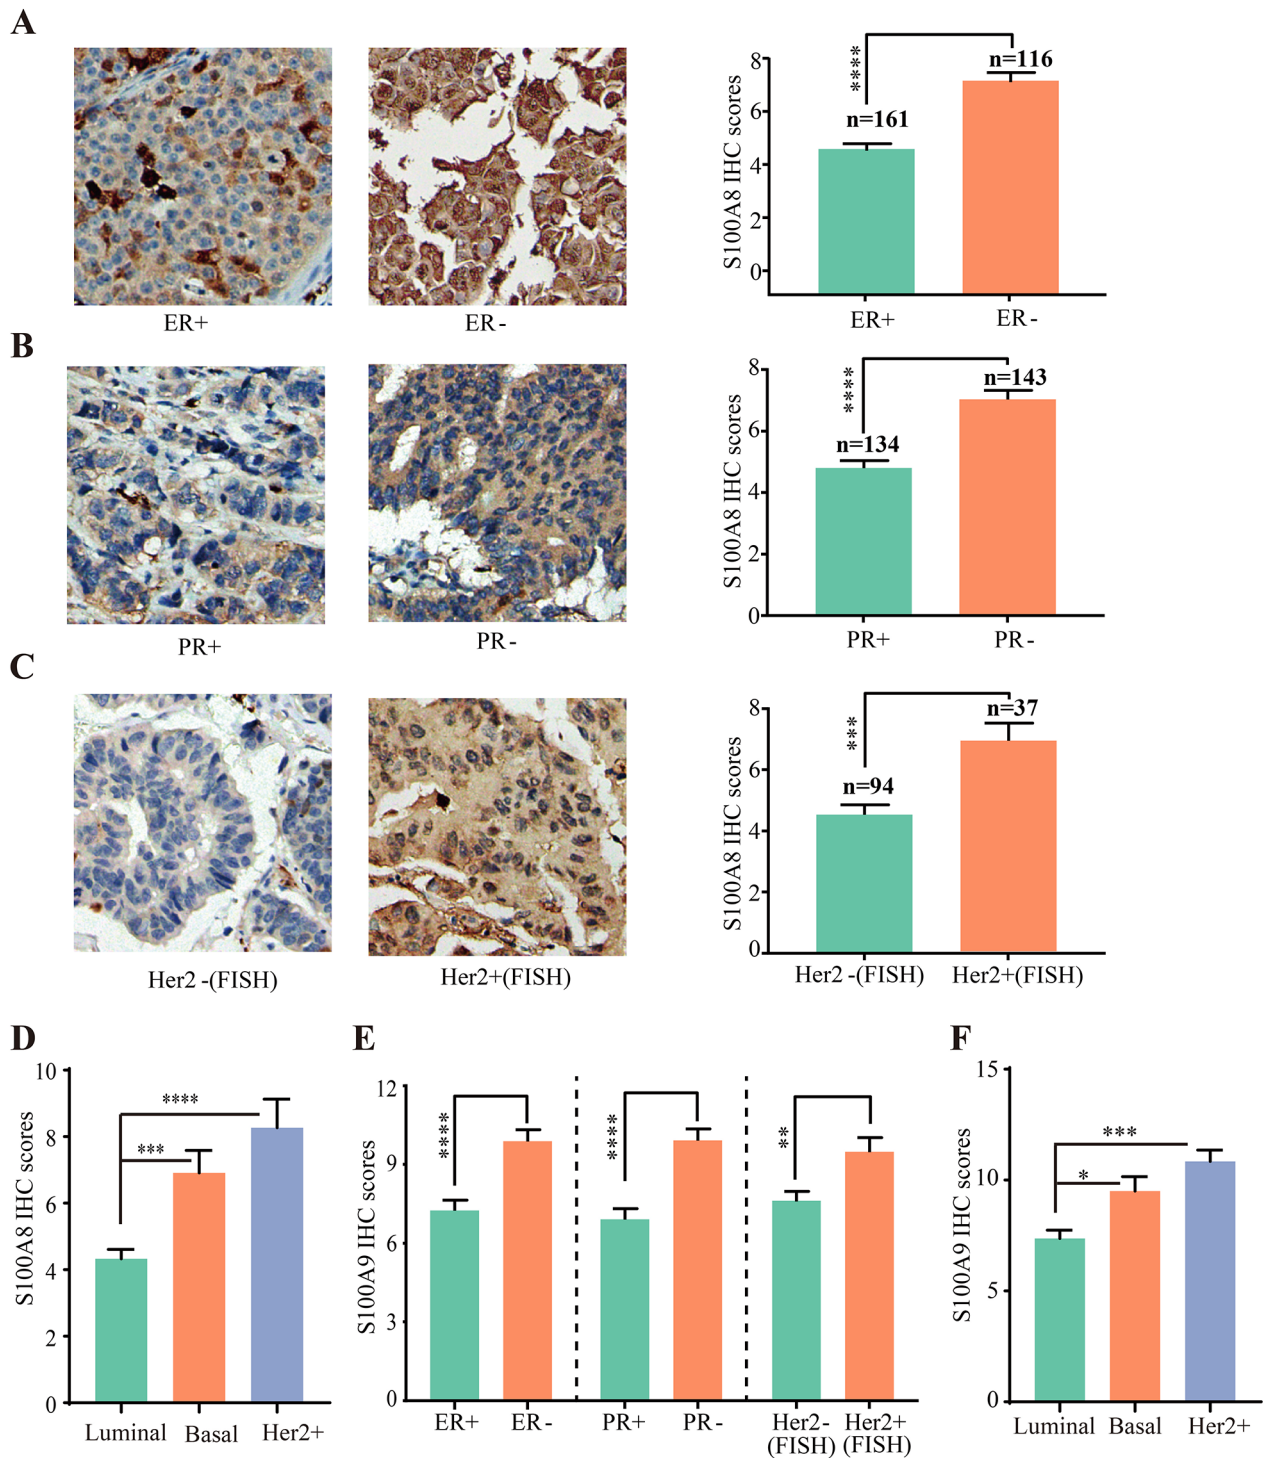 A
ER+
ER-
S100A8 IHC scores
8
6
4
2
0
****
n=161
n=116
ER+
ER-
B
PR+
PR-
S100A8 IHC scores
8
6
4
2
0
****
n=134
n=143
PR+
PR-
C
Her2 -(FISH)
Her2+(FISH)
S100A8 IHC scores
8
6
4
2
0
***
n=94
n=37
Her2 -(FISH)
Her2+(FISH)
D
S100A8 IHC scores
10
8
6
4
2
0
****
***
Luminal
Basal
Her2+
E
S100A9 IHC scores
12
9
6
3
0
****
****
**
ER+
ER-
PR+
PR-
Her2-
(FISH)
Her2+
(FISH)
F
S100A9 IHC scores
15
10
5
0
***
*
Luminal
Basal
Her2+